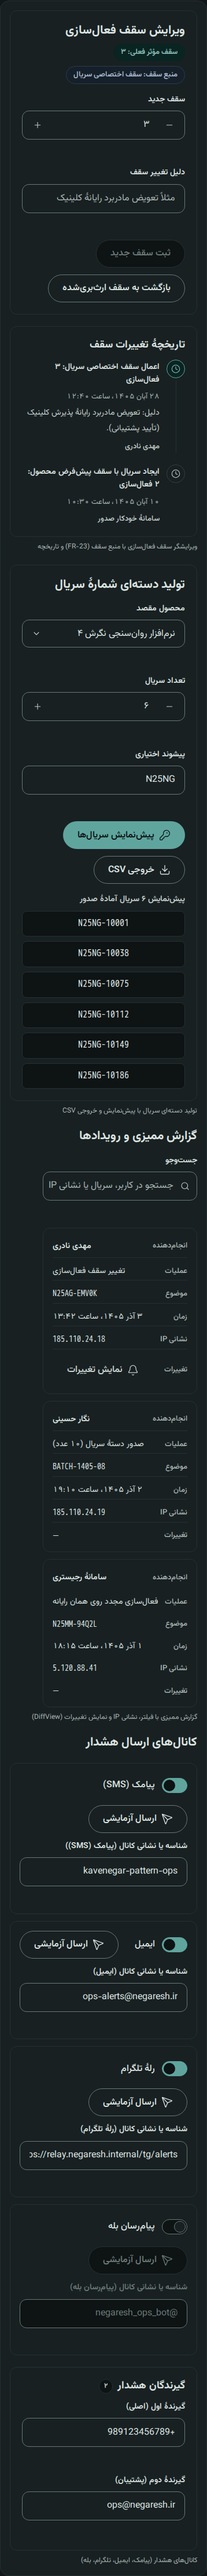 ویرایش سقف فعال‌سازی
سقف مؤثر فعلی: ۳
منبع سقف: سقف اختصاصی سریال
سقف جدید
۳
دلیل تغییر سقف
مثلاً تعویض مادربرد رایانهٔ کلینیک
ثبت سقف جدید
بازگشت به سقف ارث‌بری‌شده
تاریخچهٔ تغییرات سقف
اعمال سقف اختصاصی سریال: ۳
فعال‌سازی
۲۸ آبان ۱۴۰۵، ساعت ۱۲:۴۰
دلیل: تعویض مادربرد رایانهٔ پذیرش کلینیک
(تأیید پشتیبانی).
مهدی نادری
ایجاد سریال با سقف پیش‌فرض محصول:
۲ فعال‌سازی
۱۰ آبان ۱۴۰۵، ساعت ۱۰:۳۰
سامانهٔ خودکار صدور
ویرایشگر سقف فعال‌سازی با منبع سقف (FR-23) و تاریخچه
تولید دسته‌ای شمارهٔ سریال
محصول مقصد
نرم‌افزار روان‌سنجی نگرش ۴
تعداد سریال
۶
پیشوند اختیاری
N25NG
پیش‌نمایش سریال‌ها
خروجی CSV
پیش‌نمایش ۶ سریال آمادهٔ صدور
N25NG-10001
N25NG-10038
N25NG-10075
N25NG-10112
N25NG-10149
N25NG-10186
تولید دسته‌ای سریال با پیش‌نمایش و خروجی CSV
گزارش ممیزی و رویدادها
جست‌وجو
جستجو در کاربر، سریال یا نشانی IP
انجام‌دهنده مهدی نادری
عملیات تغییر سقف فعال‌سازی
موضوع N25AG-EMV0K
زمان ۳ آذر ۱۴۰۵، ساعت ۱۳:۴۲
نشانی IP 185.110.24.18
تغییرات نمایش تغییرات
انجام‌دهنده نگار حسینی
عملیات صدور دستهٔ سریال (۱۰ عدد)
موضوع BATCH-1405-08
زمان ۲ آذر ۱۴۰۵، ساعت ۱۹:۱۰
نشانی IP 185.110.24.19
تغییرات —
انجام‌دهنده سامانهٔ رجیستری
عملیات فعال‌سازی مجدد روی همان رایانه
موضوع N25MM-94Q2L
زمان ۱ آذر ۱۴۰۵، ساعت ۱۸:۱۵
نشانی IP 5.120.88.41
تغییرات —
گزارش ممیزی با فیلتر، نشانی IP و نمایش تغییرات (DiffView)
کانال‌های ارسال هشدار
پیامک (SMS)
ارسال آزمایشی
شناسه یا نشانی کانال (پیامک (SMS))
kavenegar-pattern-ops
ایمیل
ارسال آزمایشی
شناسه یا نشانی کانال (ایمیل)
ops-alerts@negaresh.ir
رلهٔ تلگرام
ارسال آزمایشی
شناسه یا نشانی کانال (رلهٔ تلگرام)
ps://relay.negaresh.internal/tg/alerts
پیام‌رسان بله
ارسال آزمایشی
شناسه یا نشانی کانال (پیام‌رسان بله)
@negaresh_ops_bot
گیرندگان هشدار ۲
گیرندهٔ اول (اصلی)
+989123456789
گیرندهٔ دوم (پشتیبان)
ops@negaresh.ir
کانال‌های هشدار (پیامک، ایمیل، تلگرام، بله)